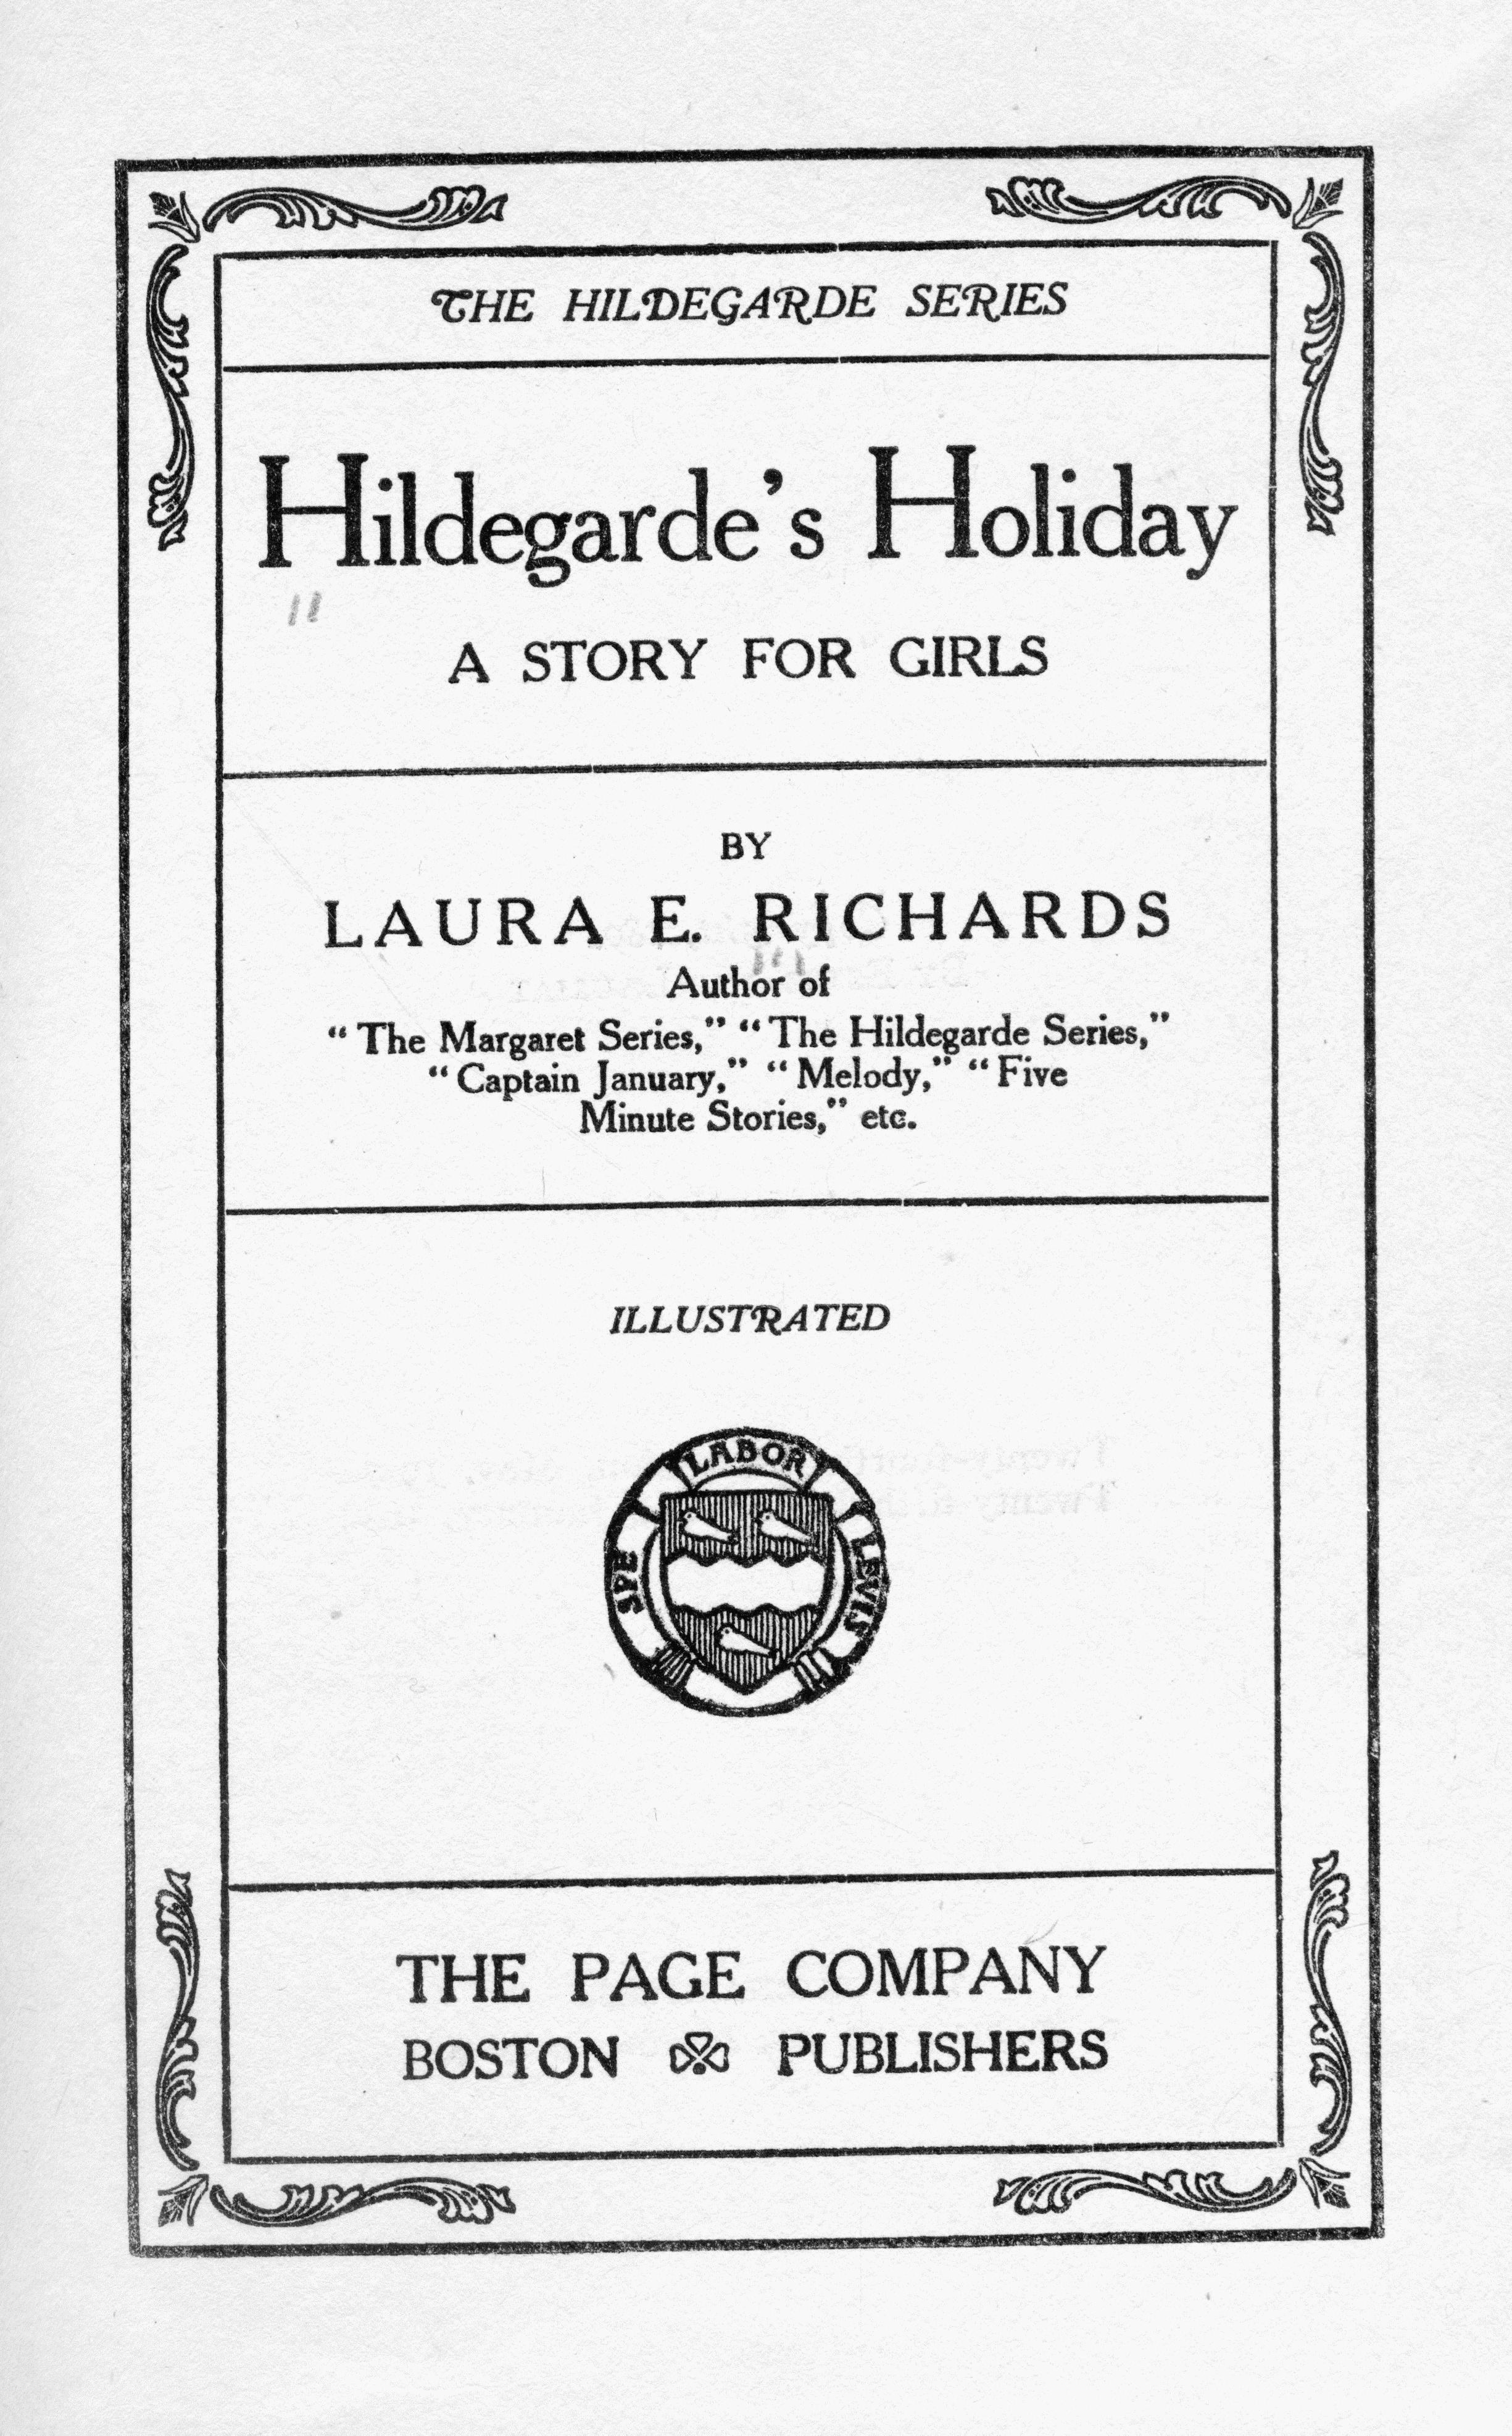 THE HILDEGARDE SERIES
Hildegarde's Holiday
A STORY FOR GIRLS
BY
LAURA E. RICHARDS
Author of
“The Margaret Series,” “The Hildegarde Series,”
“Captain January,” “Melody,” “Five
Minute Stories,” etc.
ILLUSTRATED
SPE LABOR LEVIS
THE PAGE COMPANY
BOSTON PUBLISHERS